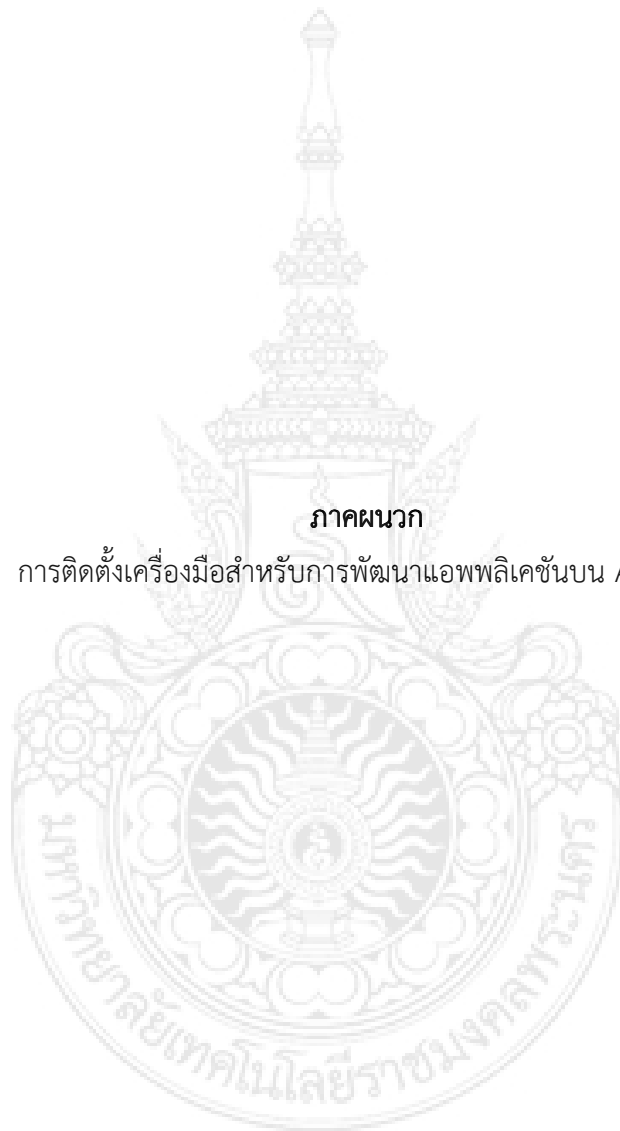 ภาคผนวก
การติดตั้งเครื่องมือสำหรับการพัฒนาแอพพลิเคชันบน
มหาวิทยาลัยเทคโนโลยีราชมงคลพระนคร